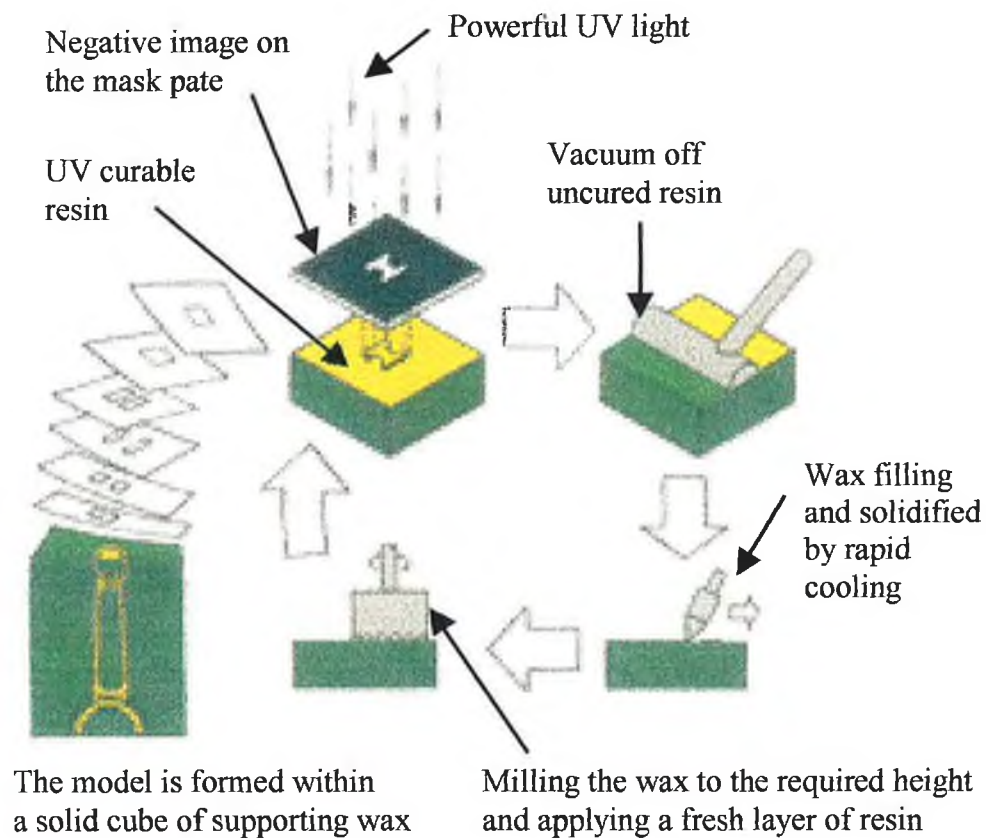 Powerful UV light
Negative image on
the mask pate
UV curable
resin
Vacuum off
uncured resin
Wax filling
and solidified
by rapid
cooling
The model is formed within
a solid cube of supporting wax
Milling the wax to the required height
and applying a fresh layer of resin